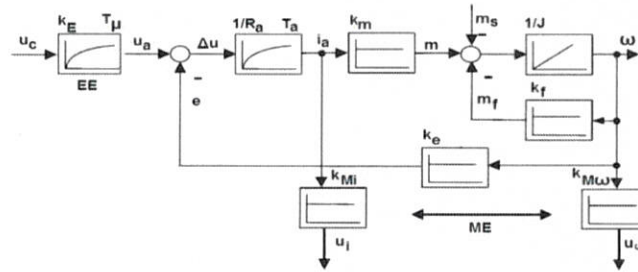 k_E T_μ
u_c
EE
u_a
Δu
1/R_a T_a
i_a
k_m
m
m_s
1/J
ω
e
m_f
k_f
k_e
k_Mi
k_Mω
ME
u_i